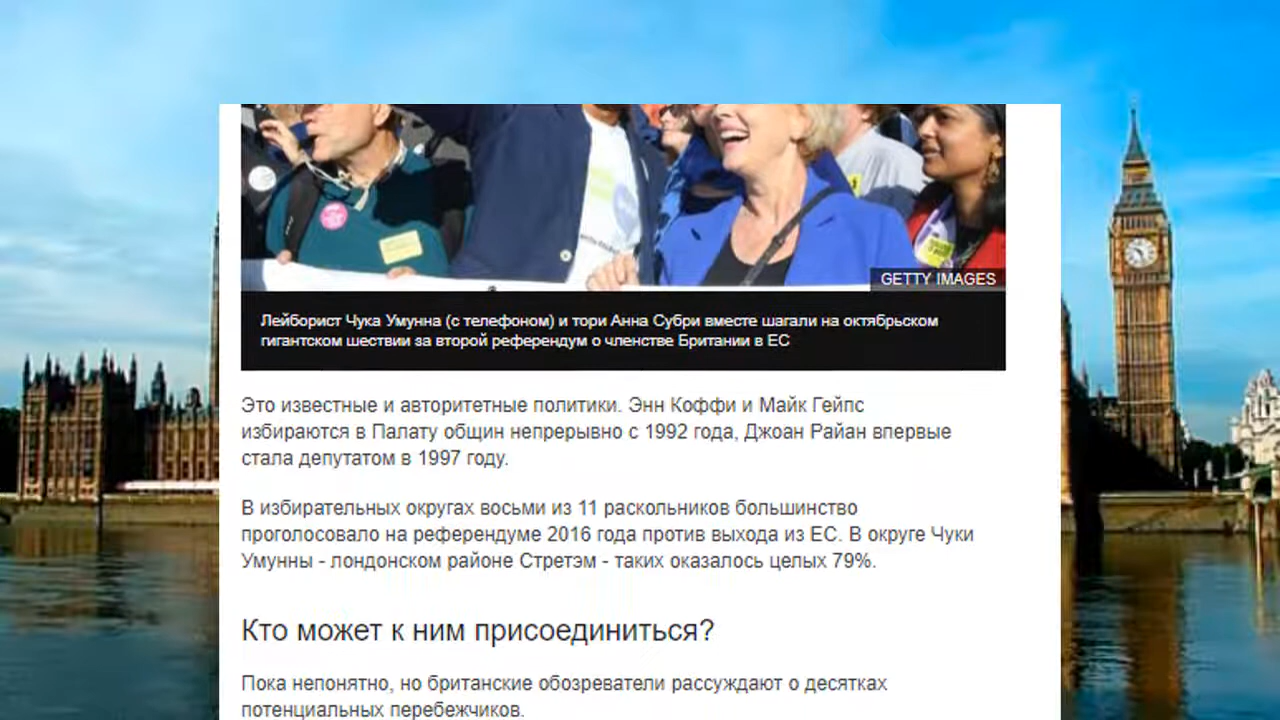 GETTY IMAGES
Лейборист Чука Умунна (с телефоном) и тори Анна Субри вместе шагали на октябрьском
гигантском шествии за второй референдум о членстве Британии в ЕС
Это известные и авторитетные политики. Энн Коффи и Майк Гейпс
избираются в Палату общин непрерывно с 1992 года, Джоан Райан впервые
стала депутатом в 1997 году.
В избирательных округах восьми из 11 раскольников большинство
проголосовало на референдуме 2016 года против выхода из ЕС. В округе Чуки
Умунны - лондонском районе Стретэм - таких оказалось целых 79%.
Кто может к ним присоединиться?
Пока непонятно, но британские обозреватели рассуждают о десятках
потенциальных перебежчиков.